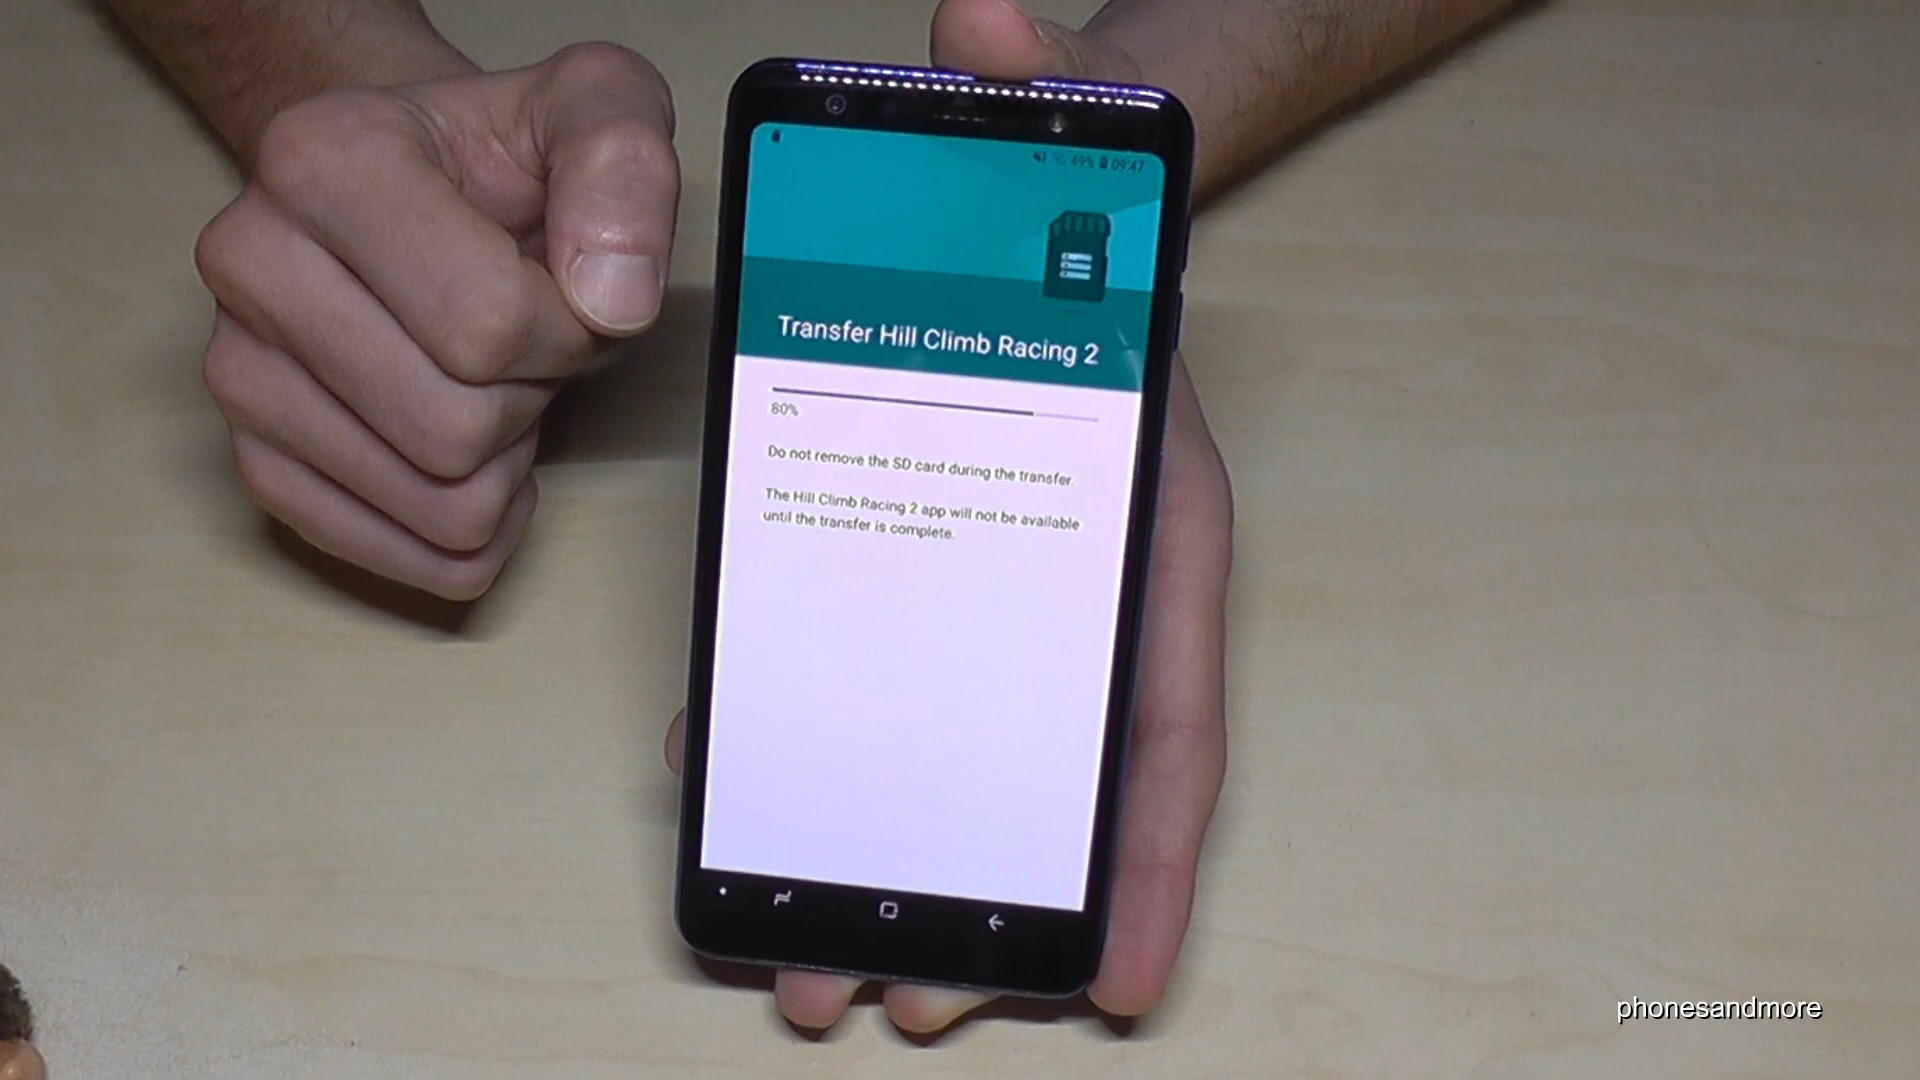 49% 09:47
Transfer Hill Climb Racing 2
80%
Do not remove the SD card during the transfer.
The Hill Climb Racing 2 app will not be available
until the transfer is complete.
phonesandmore